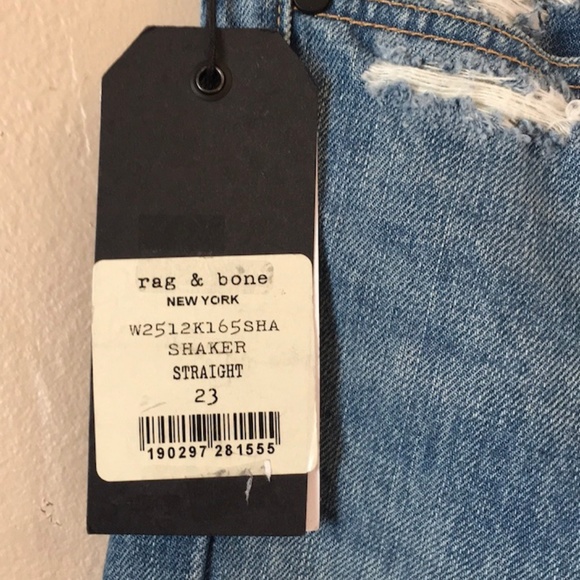 rag & bone
NEW YORK
W2512K165SHA
SHAKER
STRAIGHT
23
190297 281555